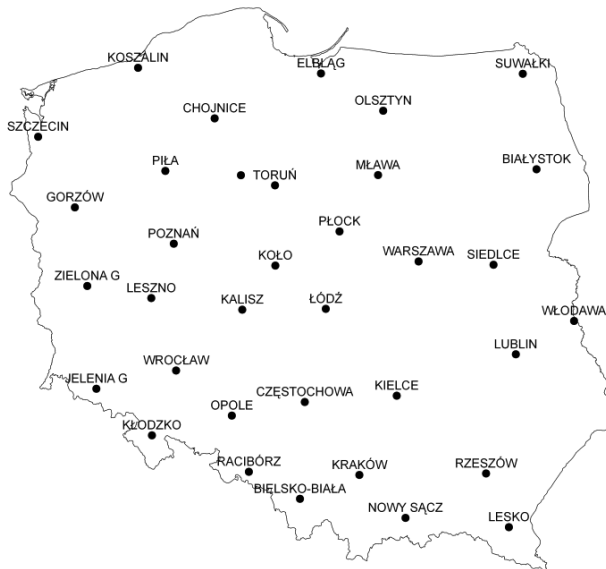 KOSZALIN
ELBLĄG
SUWAŁKI
CHOJNICE
OLSZTYN
SZCZECIN
PIŁA
TORUŃ
MŁAWA
BIAŁYSTOK
GORZÓW
PŁOCK
POZNAŃ
KOŁO
WARSZAWA
SIEDLCE
ZIELONA G
LESZNO
KALISZ
ŁÓDŹ
WŁODAWA
LUBLIN
WROCŁAW
JELENIA G
CZĘSTOCHOWA
KIELCE
OPOLE
KŁODZKO
RACIBÓRZ
KRAKÓW
RZESZÓW
BIELSKO-BIAŁA
NOWY SĄCZ
LESKO